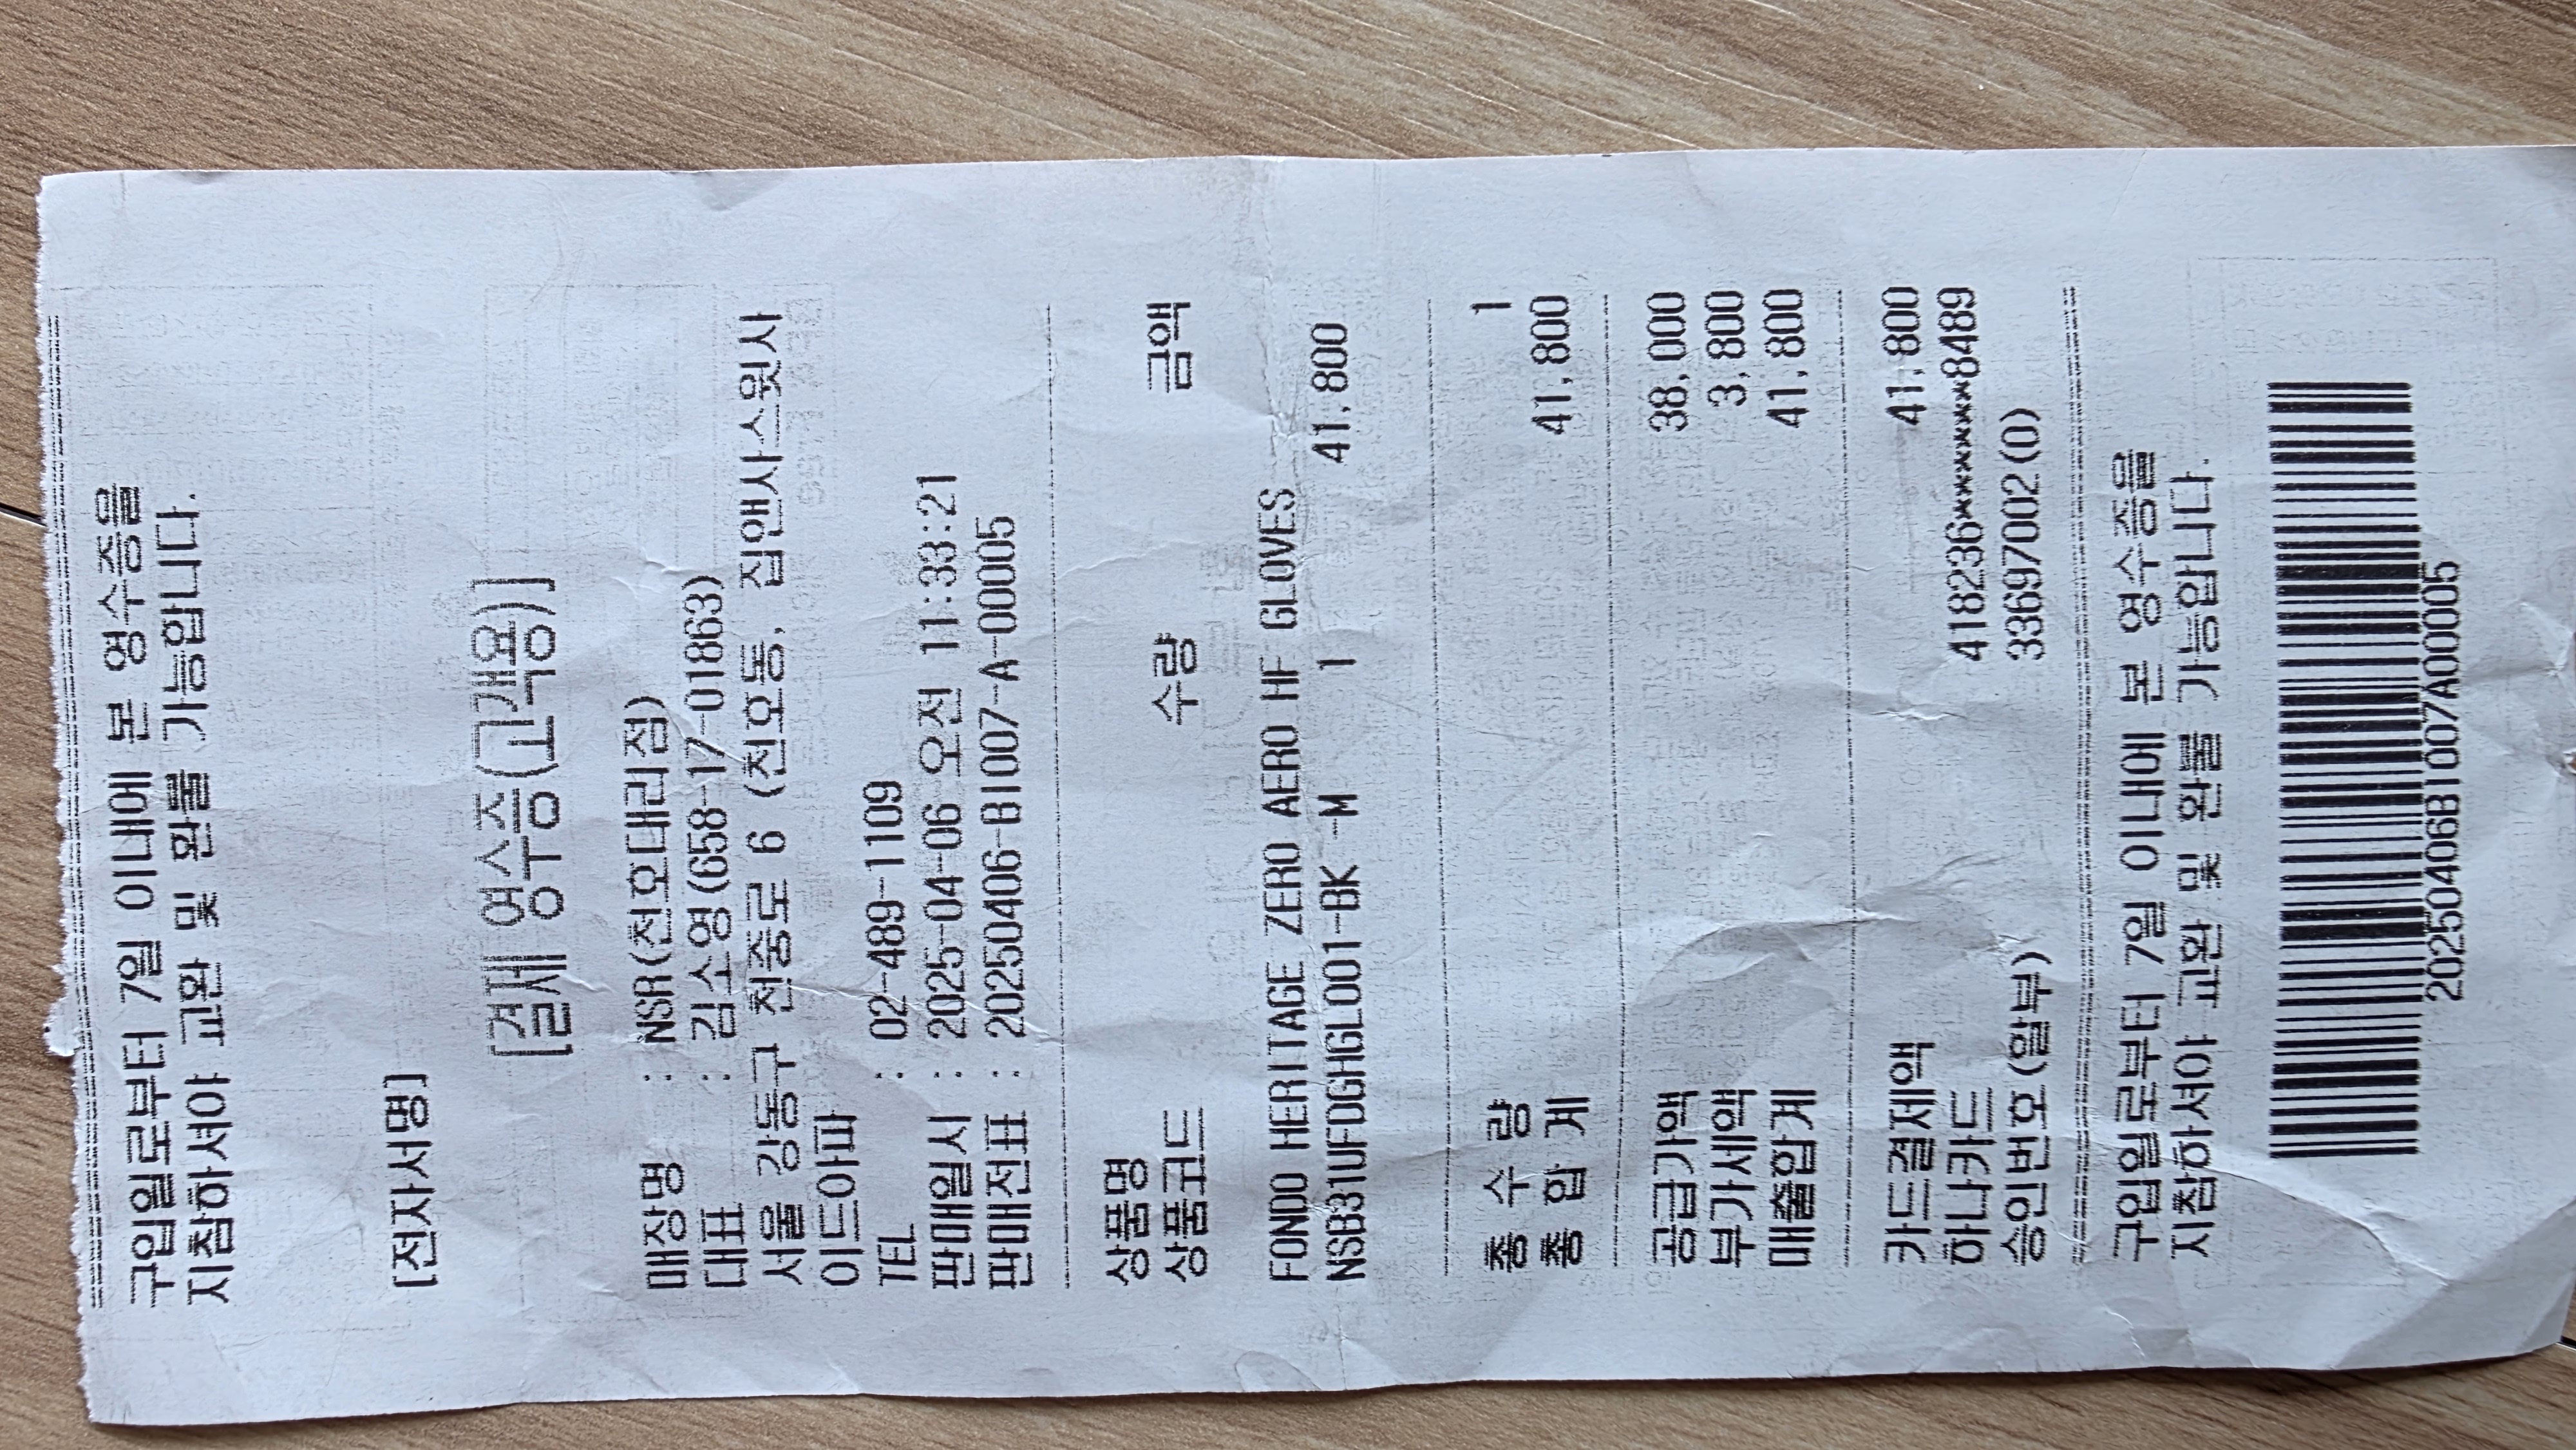 구입일로부터 7일 이내에 본 영수증을
지참하셔야 교환 및 환불 가능합니다.
[전자서명]
[결제 영수증(고객용)]
매장명 : NSR(천호대리점)
대표 : 김소영(658-17-01863)
서울 강동구 천중로 6 (천호동, 집앤사스윗사
이드아파
TEL : 02-489-1109
판매일시 : 2025-04-06 오전 11:33:21
판매전표 : 20250406-B1007-A-00005
상품명
상품코드 수량 금액
FONDO HERITAGE ZERO AERO HF GLOVES
NSB31UFDGHGL001-BK -M 1 41,800
총 수 량 1
총 합 계 41,800
공급가액 38,000
부가세액 3,800
매출합계 41,800
카드결제액 41,800
하나카드 418236******8489
승인번호(할부) 33697002(0)
구입일로부터 7일 이내에 본 영수증을
지참하셔야 교환 및 환불 가능합니다.
20250406B1007A00005